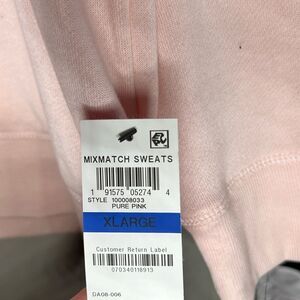 MIXMATCH SWEATS
1 91575 05274 4
STYLE 100008033
PURE PINK
XLARGE
Customer Return Label
070340118913
DA08-006